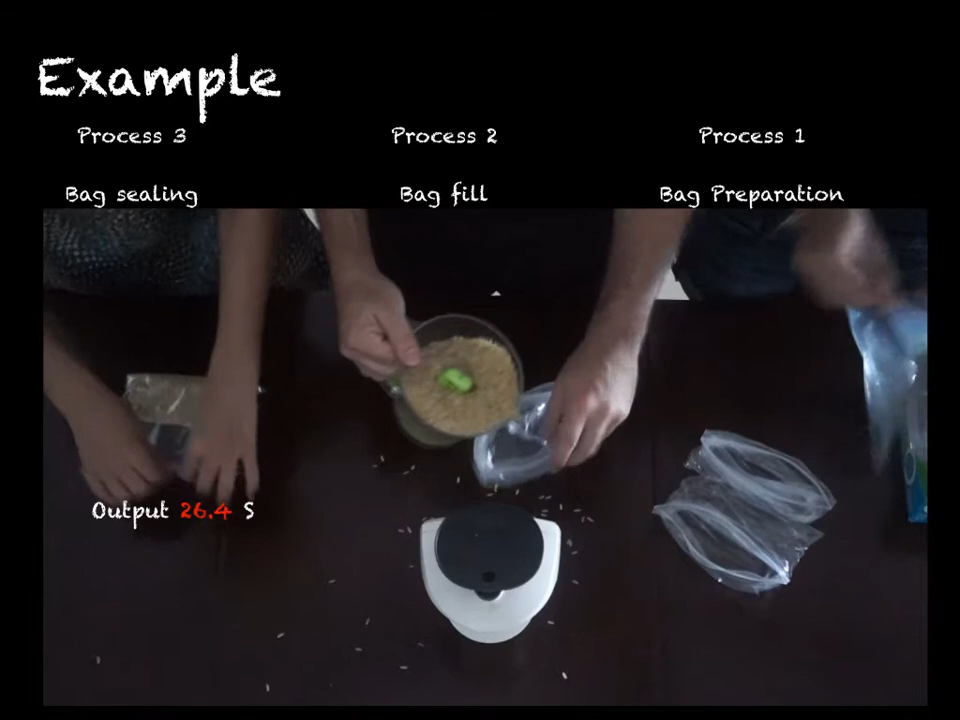 Example
Process 3 Process 2 Process 1
Bag sealing Bag fill Bag Preparation
Output 26.4 S